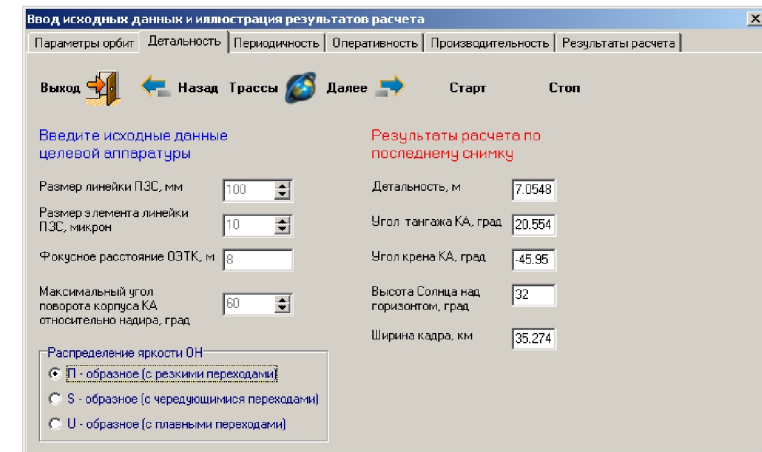 Ввод исходных данных и иллюстрация результатов расчета
Параметры орбит Детальность Периодичность Оперативность Производительность Результаты расчета
Выход Назад Трассы Далее Старт Стоп
Введите исходные данные
целевой аппаратуры
Размер линейки ПЗС, мм 100
Размер элемента линейки
ПЗС, микрон 10
Фокусное расстояние ОЭТК, м 8
Максимальный угол
поворота корпуса КА 60
относительно надира, град
Распределение яркости ОН
П - образное (с резкими переходами)
S - образное (с чередующимися переходами)
U - образное (с плавными переходами)
Результаты расчета по
последнему снимку
Детальность, м 7.0548
Угол тангажа КА, град 20.554
Угол крена КА, град -45.95
Высота Солнца над 32
горизонтом, град
Ширина кадра, км 35.274